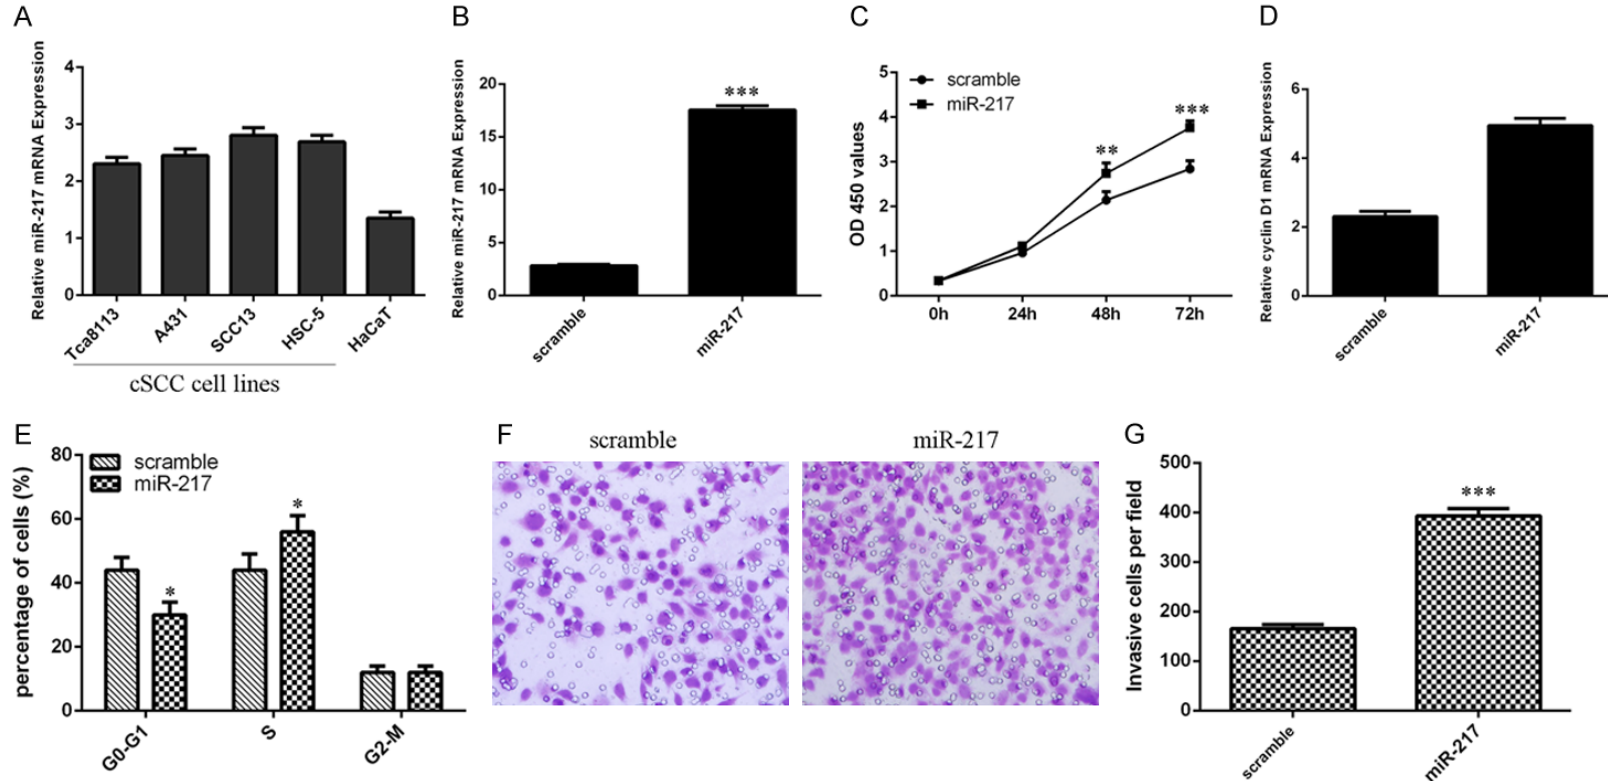 A
Relative miR-217 mRNA Expression
4
3
2
1
0
Tca8113
A431
SCC13
HSC-5
HaCaT
cSCC cell lines
B
Relative miR-217 mRNA Expression
20
15
10
5
0
***
scramble
miR-217
C
OD 450 values
5
4
3
2
1
0
scramble
miR-217
**
***
0h
24h
48h
72h
D
Relative cyclin D1 mRNA Expression
6
4
2
0
scramble
miR-217
E
percentage of cells (%)
80
60
40
20
0
scramble
miR-217
*
*
G0-G1
S
G2-M
F
scramble
miR-217
G
Invasive cells per field
500
400
300
200
100
0
***
scramble
miR-217